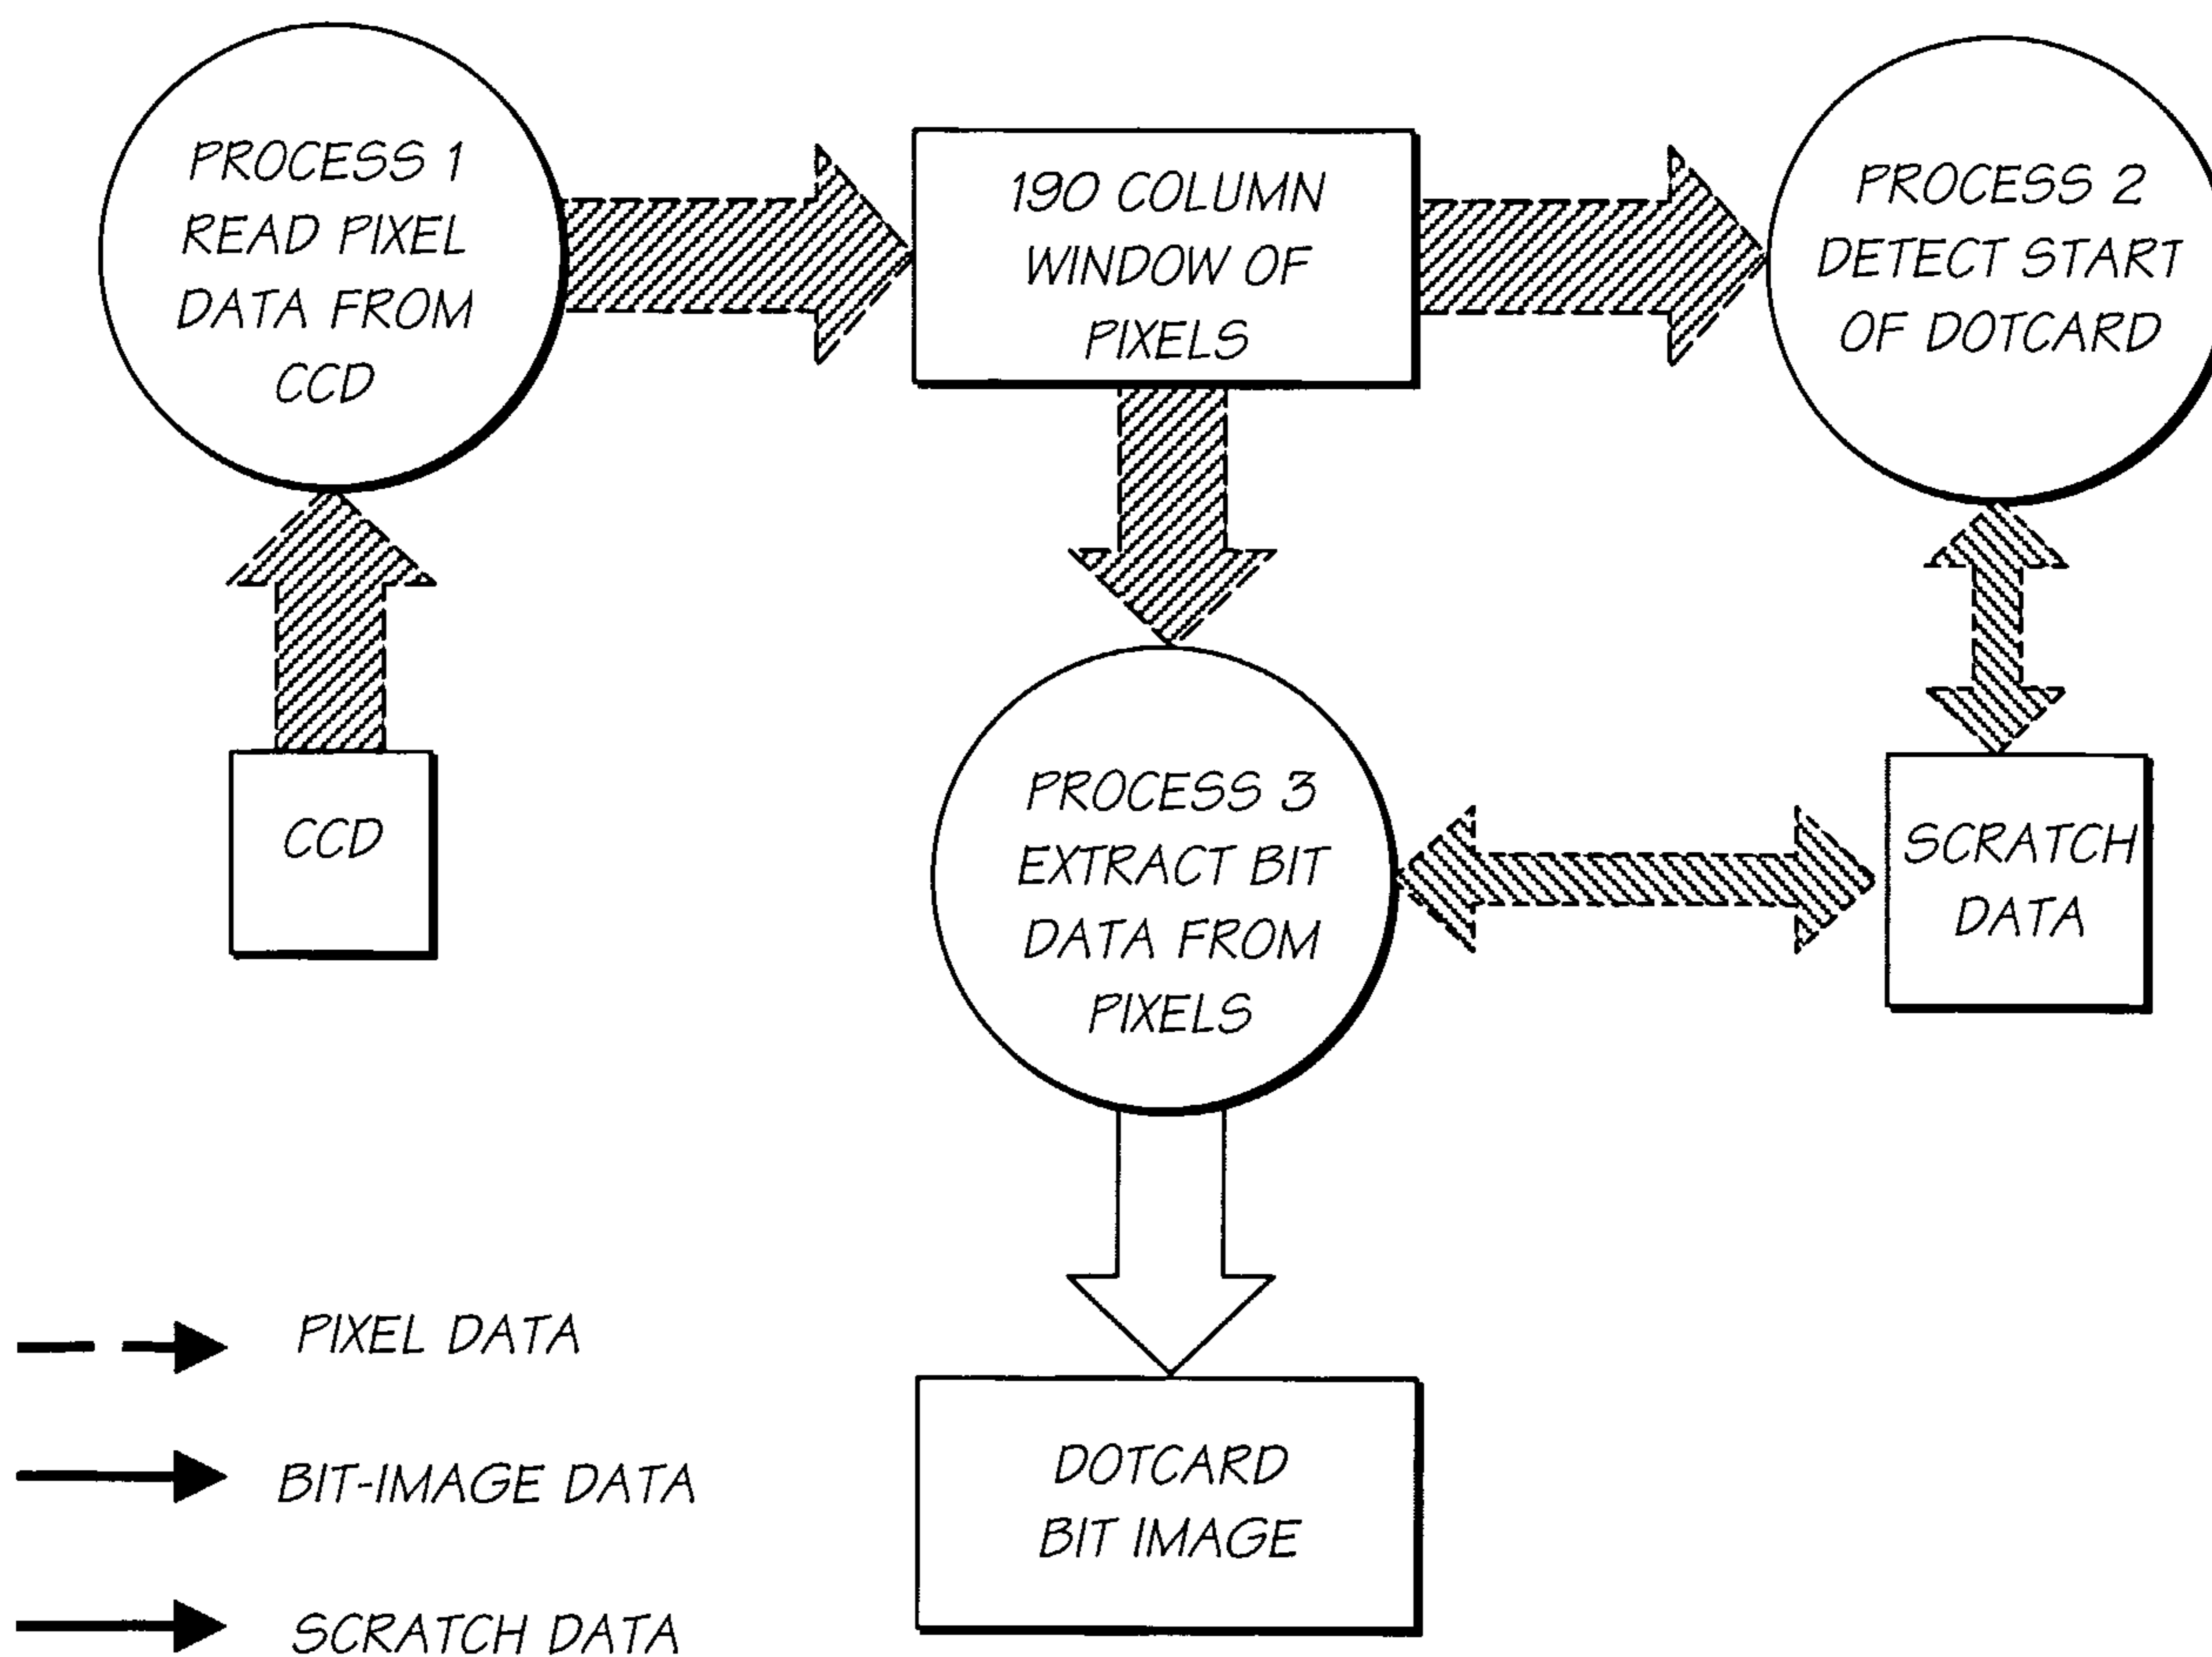 PROCESS 1
READ PIXEL
DATA FROM
CCD
190 COLUMN
WINDOW OF
PIXELS
PROCESS 2
DETECT START
OF DOTCARD
CCD
PROCESS 3
EXTRACT BIT
DATA FROM
PIXELS
SCRATCH
DATA
PIXEL DATA
BIT-IMAGE DATA
SCRATCH DATA
DOTCARD
BIT IMAGE